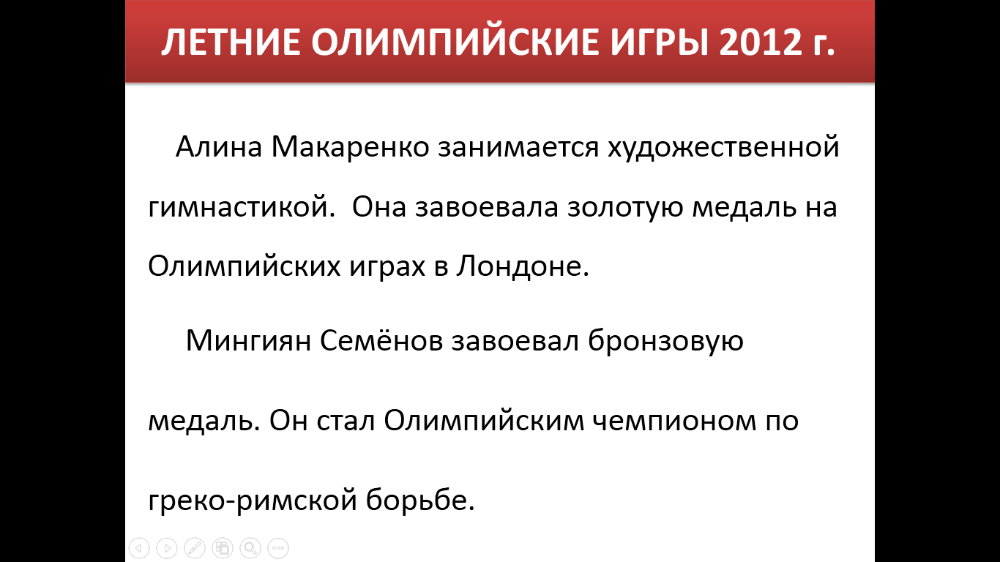 ЛЕТНИЕ ОЛИМПИЙСКИЕ ИГРЫ 2012 г.
Алина Макаренко занимается художественной
гимнастикой. Она завоевала золотую медаль на
Олимпийских играх в Лондоне.
Мингиян Семёнов завоевал бронзовую
медаль. Он стал Олимпийским чемпионом по
греко-римской борьбе.